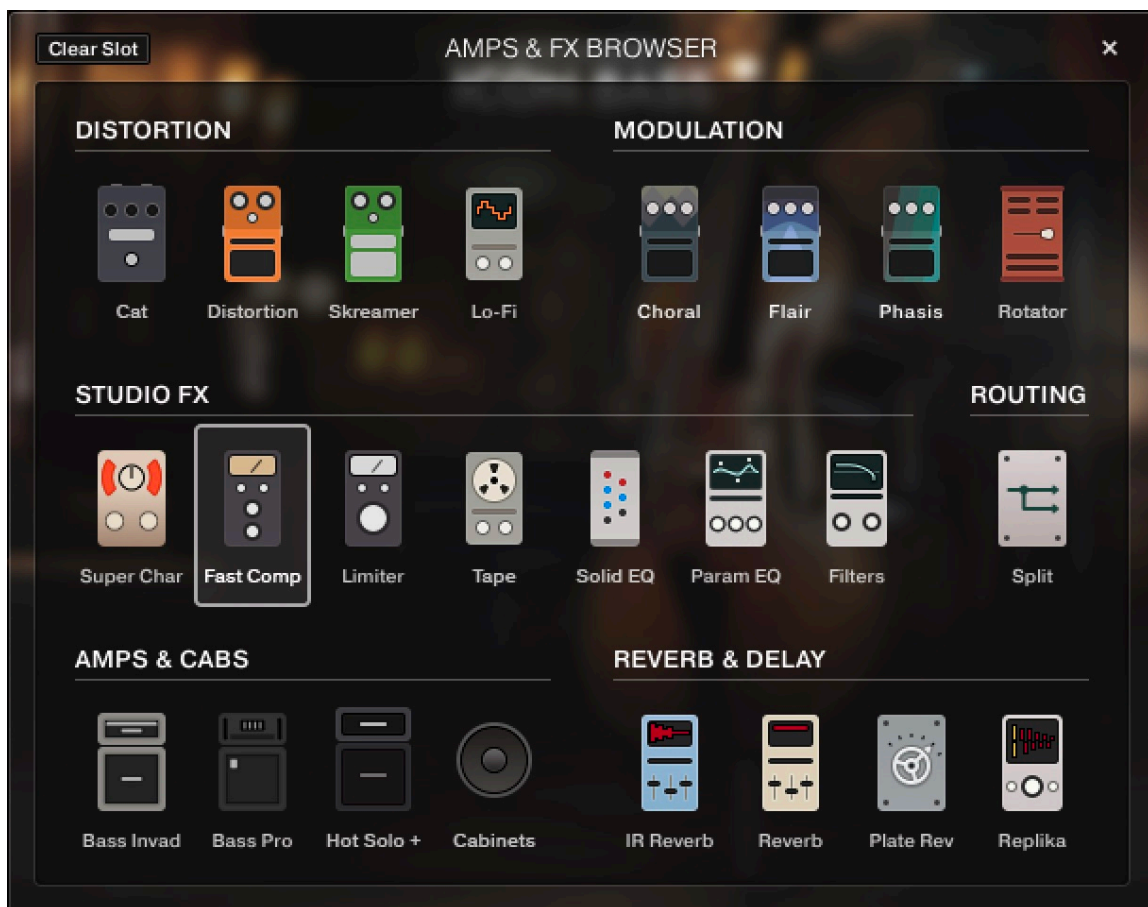 Clear Slot
AMPS & FX BROWSER
×
DISTORTION
MODULATION
Cat
Distortion
Skreamer
Lo-Fi
Choral
Flair
Phasis
Rotator
STUDIO FX
ROUTING
Super Char
Fast Comp
Limiter
Tape
Solid EQ
Param EQ
Filters
Split
AMPS & CABS
REVERB & DELAY
Bass Invad
Bass Pro
Hot Solo +
Cabinets
IR Reverb
Reverb
Plate Rev
Replika